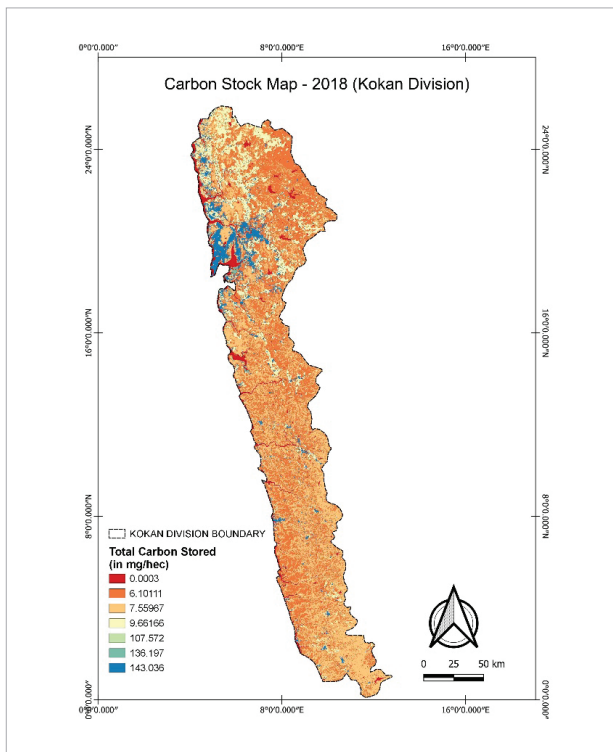 0°0'0.000"        8°0'0.000"E        16°0'0.000"E
Carbon Stock Map - 2018 (Kokan Division)
24°0'0.000"N        24°0'0.000"N
16°0'0.000"N        16°0'0.000"N
8°0'0.000"N        8°0'0.000"N
KOKAN DIVISION BOUNDARY
Total Carbon Stored
(in mg/hec)
0.0003
6.10111
7.55967
9.66166
107.572
136.197
143.036
0 25 50 km
0°0'0.000"        0°0'0.000"
0°0'0.000"        8°0'0.000"E        16°0'0.000"E